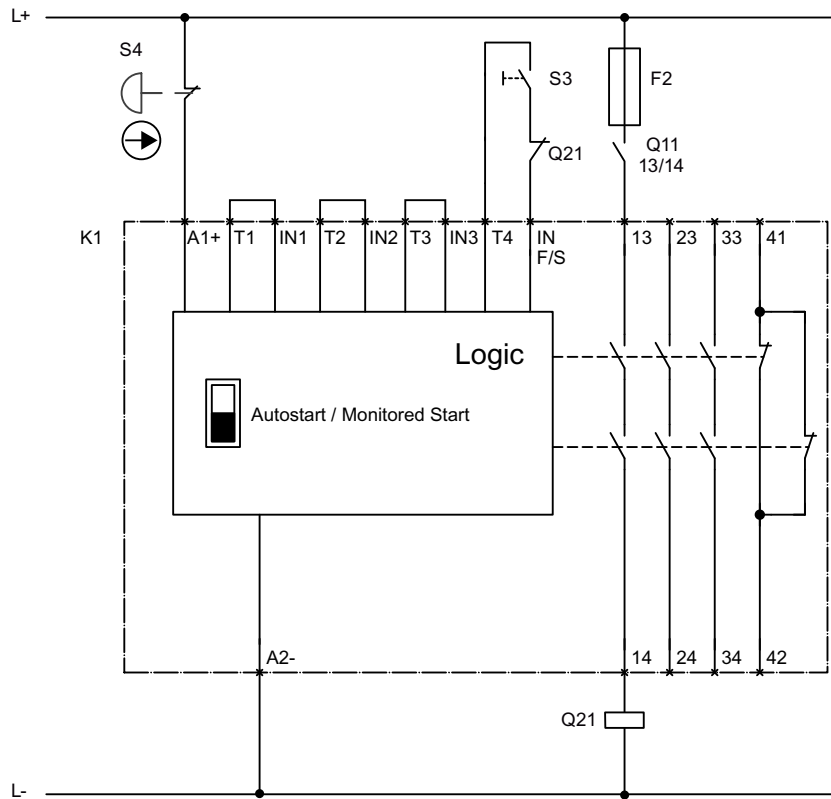 L+
S4
S3
F2
Q21
Q11
13/14
K1
A1+ T1 IN1 T2 IN2 T3 IN3 T4 IN 13 23 33 41
F/S
Logic
Autostart / Monitored Start
A2- 14 24 34 42
Q21
L-